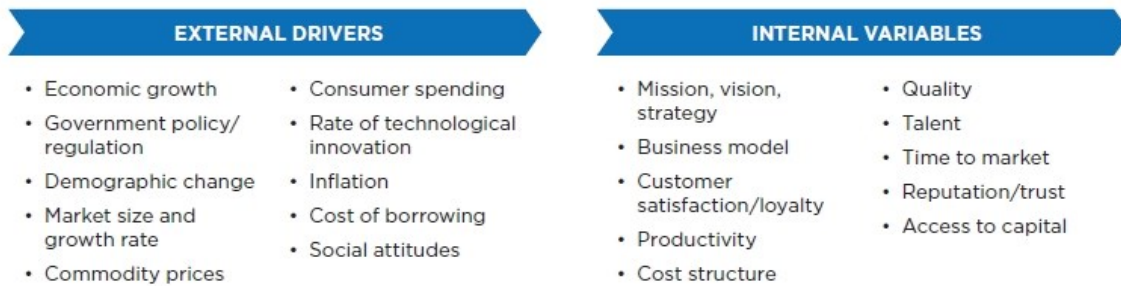 EXTERNAL DRIVERS
• Economic growth
• Government policy/
regulation
• Demographic change
• Market size and
growth rate
• Commodity prices
• Consumer spending
• Rate of technological
innovation
• Inflation
• Cost of borrowing
• Social attitudes
INTERNAL VARIABLES
• Mission, vision,
strategy
• Business model
• Customer
satisfaction/loyalty
• Productivity
• Cost structure
• Quality
• Talent
• Time to market
• Reputation/trust
• Access to capital